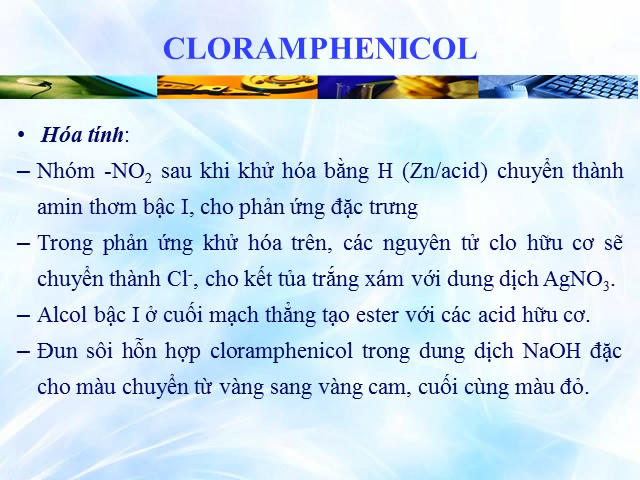 CLORAMPHENICOL
• Hóa tính:
– Nhóm -NO₂ sau khi khử hóa bằng H (Zn/acid) chuyển thành
amin thơm bậc I, cho phản ứng đặc trưng
– Trong phản ứng khử hóa trên, các nguyên tử clo hữu cơ sẽ
chuyển thành Cl⁻, cho kết tủa trắng xám với dung dịch AgNO₃.
– Alcol bậc I ở cuối mạch thẳng tạo ester với các acid hữu cơ.
– Đun sôi hỗn hợp cloramphenicol trong dung dịch NaOH đặc
cho màu chuyển từ vàng sang vàng cam, cuối cùng màu đỏ.